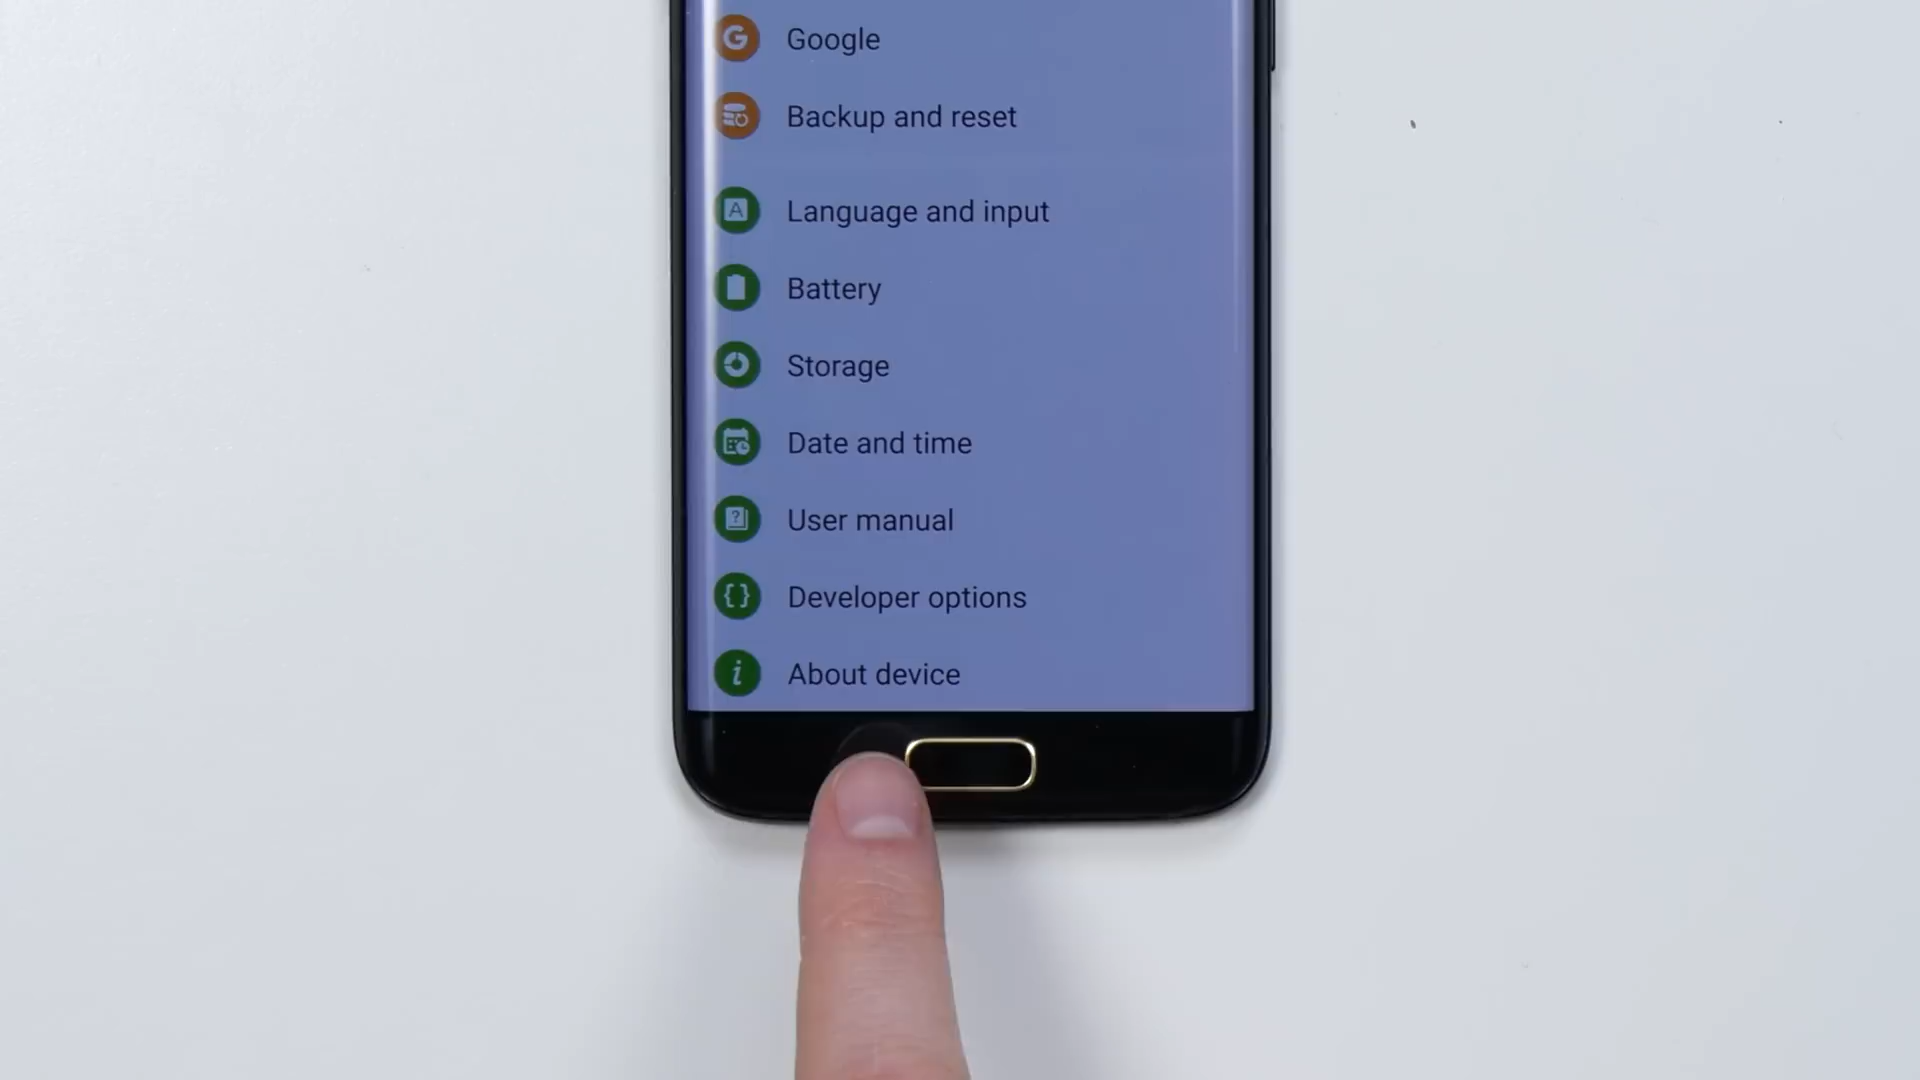 Google
Backup and reset
Language and input
Battery
Storage
Date and time
User manual
Developer options
About device